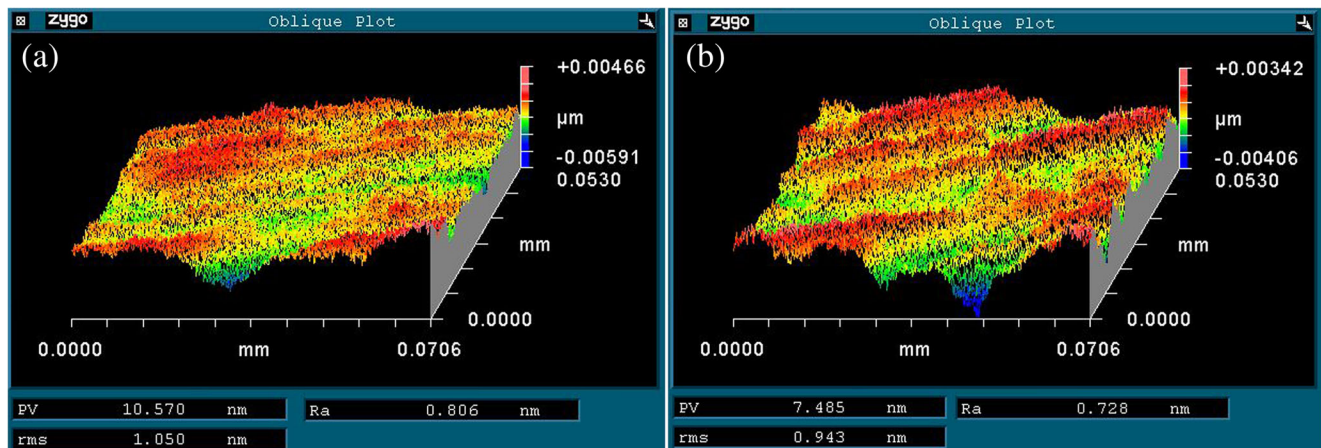 zygo Oblique Plot
(a)
+0.00466
µm
-0.00591
0.0530
mm
0.0000
0.0000 mm 0.0706
PV 10.570 nm
Ra 0.806 nm
rms 1.050 nm
zygo Oblique Plot
(b)
+0.00342
µm
-0.00406
0.0530
mm
0.0000
0.0000 mm 0.0706
PV 7.485 nm
Ra 0.728 nm
rms 0.943 nm